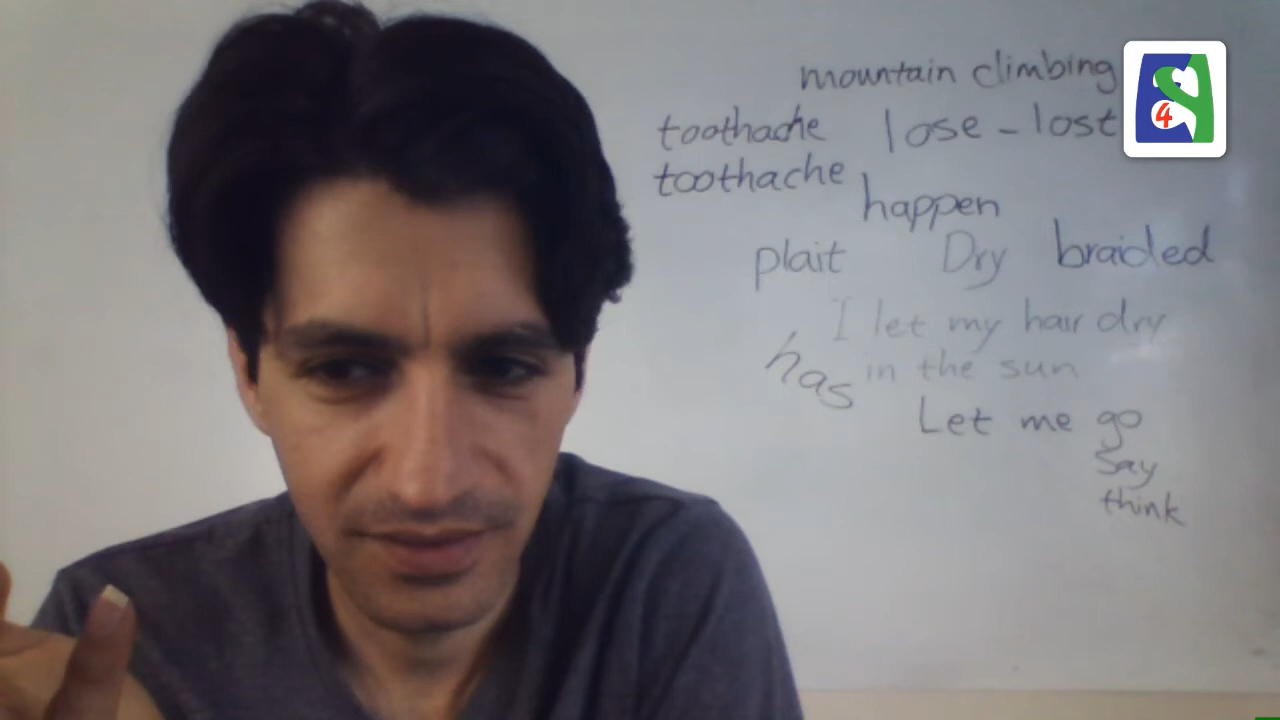 mountain climbing
toothache lose - lost
toothache
happen
plait Dry braided
I let my hair dry
has in the sun
Let me go
say
think
4